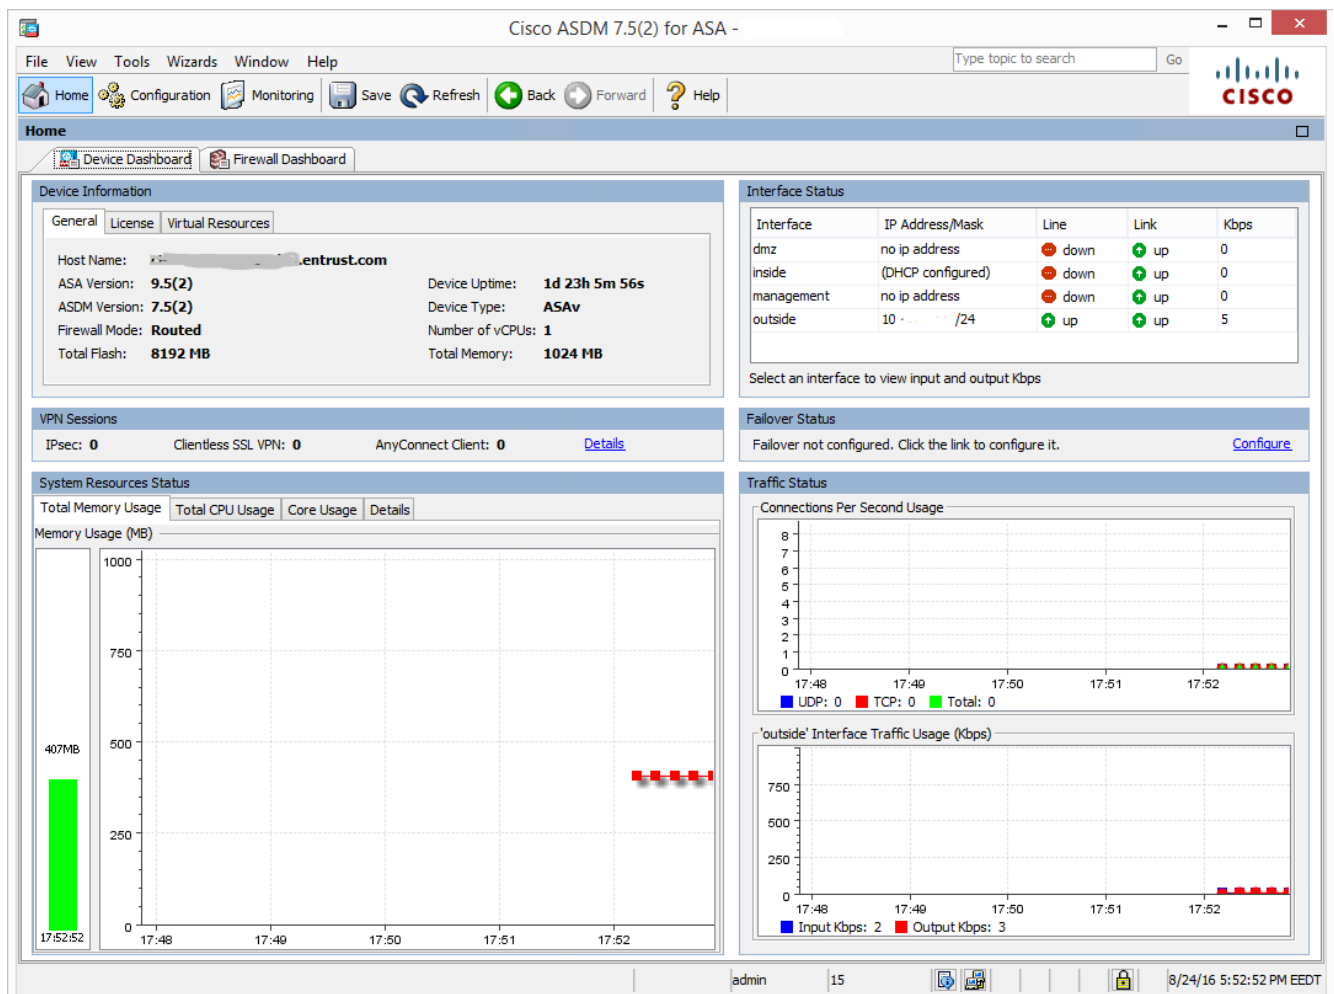 Cisco ASDM 7.5(2) for ASA -
File View Tools Wizards Window Help
Type topic to search Go
Home Configuration Monitoring Save Refresh Back Forward Help
CISCO
Home
Device Dashboard Firewall Dashboard
Device Information
General License Virtual Resources
Host Name: .entrust.com
ASA Version: 9.5(2) Device Uptime: 1d 23h 5m 56s
ASDM Version: 7.5(2) Device Type: ASAv
Firewall Mode: Routed Number of vCPUs: 1
Total Flash: 8192 MB Total Memory: 1024 MB
Interface Status
Interface IP Address/Mask Line Link Kbps
dmz no ip address down up 0
inside (DHCP configured) down up 0
management no ip address down up 0
outside 10 /24 up up 5
Select an interface to view input and output Kbps
VPN Sessions
IPsec: 0 Clientless SSL VPN: 0 AnyConnect Client: 0 Details
Failover Status
Failover not configured. Click the link to configure it. Configure
System Resources Status
Total Memory Usage Total CPU Usage Core Usage Details
Memory Usage (MB)
407MB
17:52:52
1000
750
500
250
0
17:48 17:49 17:50 17:51 17:52
Traffic Status
Connections Per Second Usage
8
7
6
5
4
3
2
1
0
17:48 17:49 17:50 17:51 17:52
UDP: 0 TCP: 0 Total: 0
'outside' Interface Traffic Usage (Kbps)
750
500
250
0
17:48 17:49 17:50 17:51 17:52
Input Kbps: 2 Output Kbps: 3
admin 15 8/24/16 5:52:52 PM EEDT